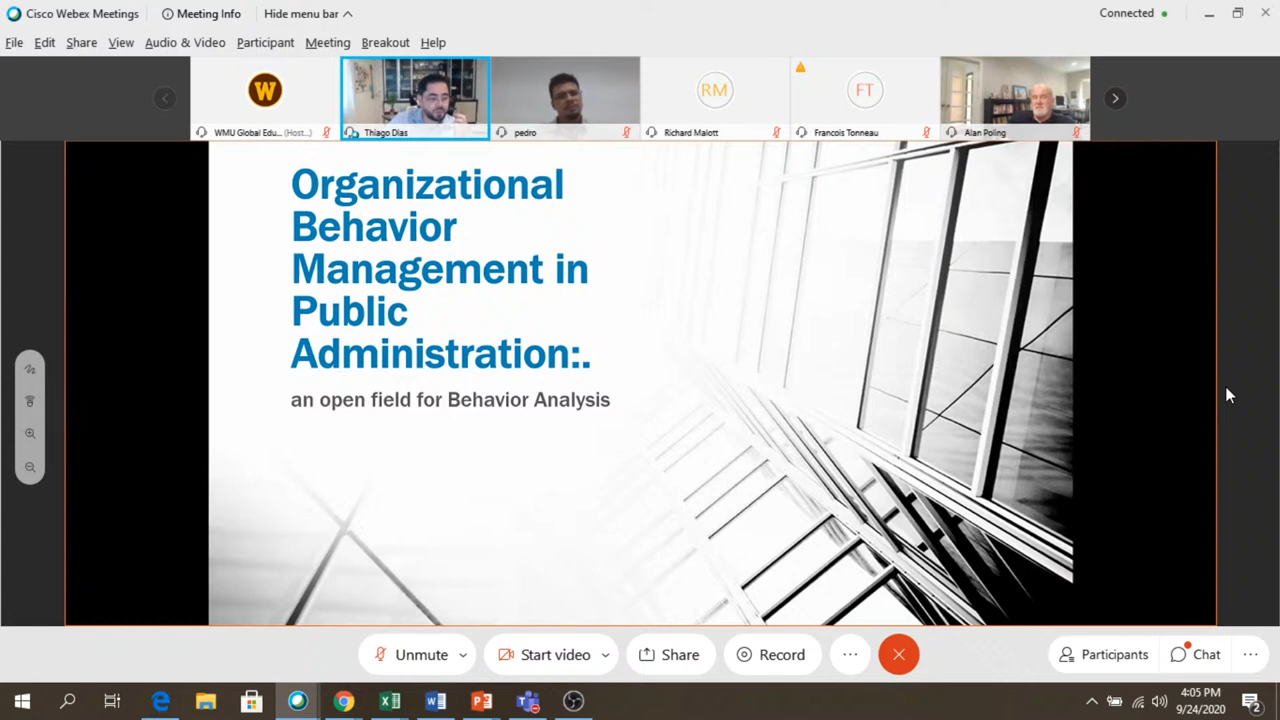 Cisco Webex Meetings
Meeting Info
Hide menu bar
Connected
File Edit Share View Audio & Video Participant Meeting Breakout Help
W
RM
FT
WMU Global Edu... (Host...
Thiago Dias
pedro
Richard Malott
Francois Tonneau
Alan Poling
Organizational
Behavior
Management in
Public
Administration:.
an open field for Behavior Analysis
Unmute
Start video
Share
Record
Participants
Chat
4:05 PM
9/24/2020
2